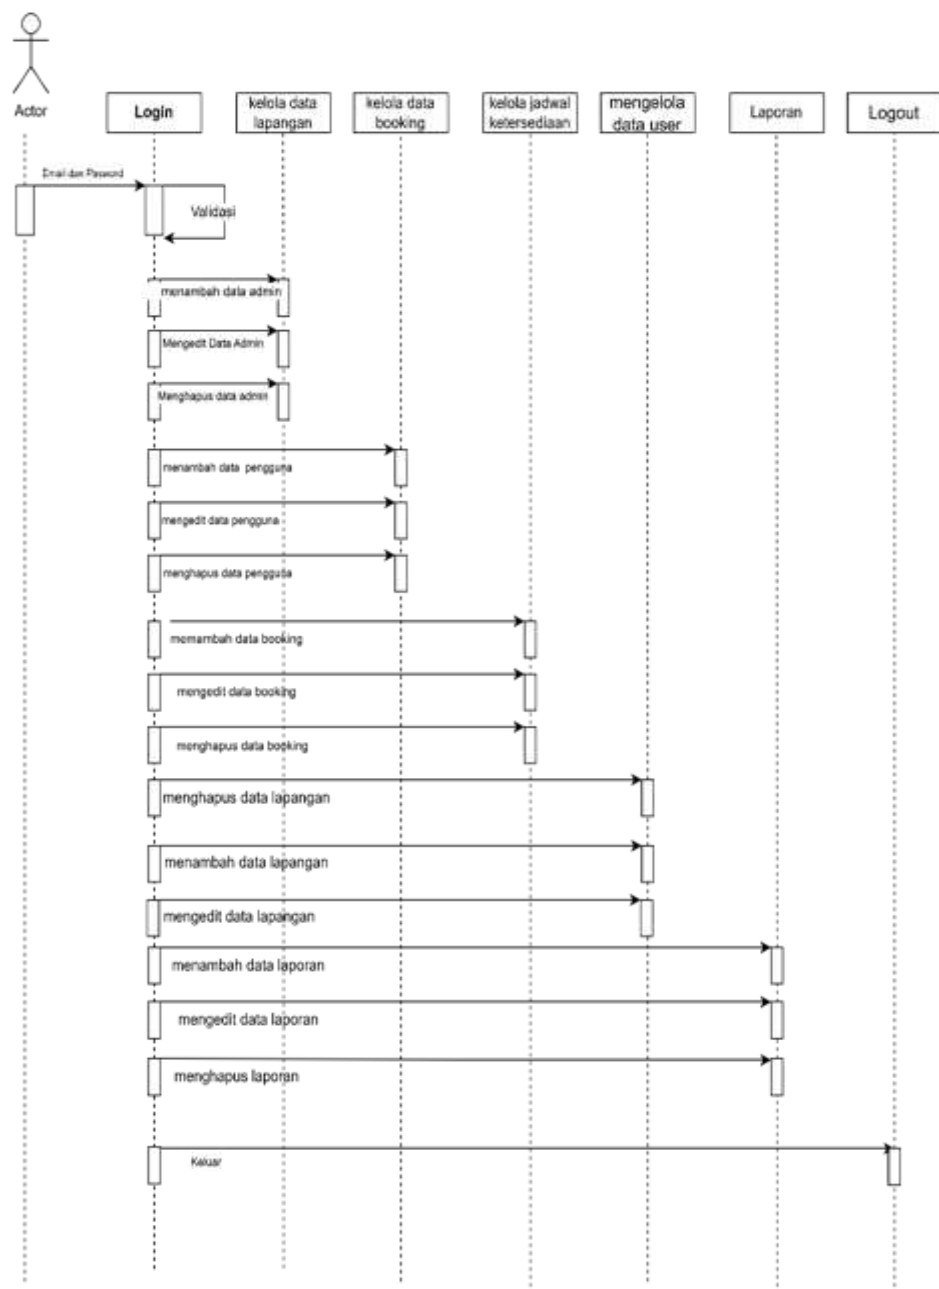 Actor
Login
kelola data
lapangan
kelola data
booking
kelola jadwal
ketersediaan
mengelola
data user
Laporan
Logout
Email dan Pasword
Validasi
menambah data admin
Mengedit Data Admin
Menghapus data admin
menambah data pengguna
mengedit data pengguna
menghapus data pengguna
memambah data booking
mengedit data booking
menghapus data booking
menghapus data lapangan
menambah data lapangan
mengedit data lapangan
menambah data laporan
mengedit data laporan
menghapus laporan
Keluar